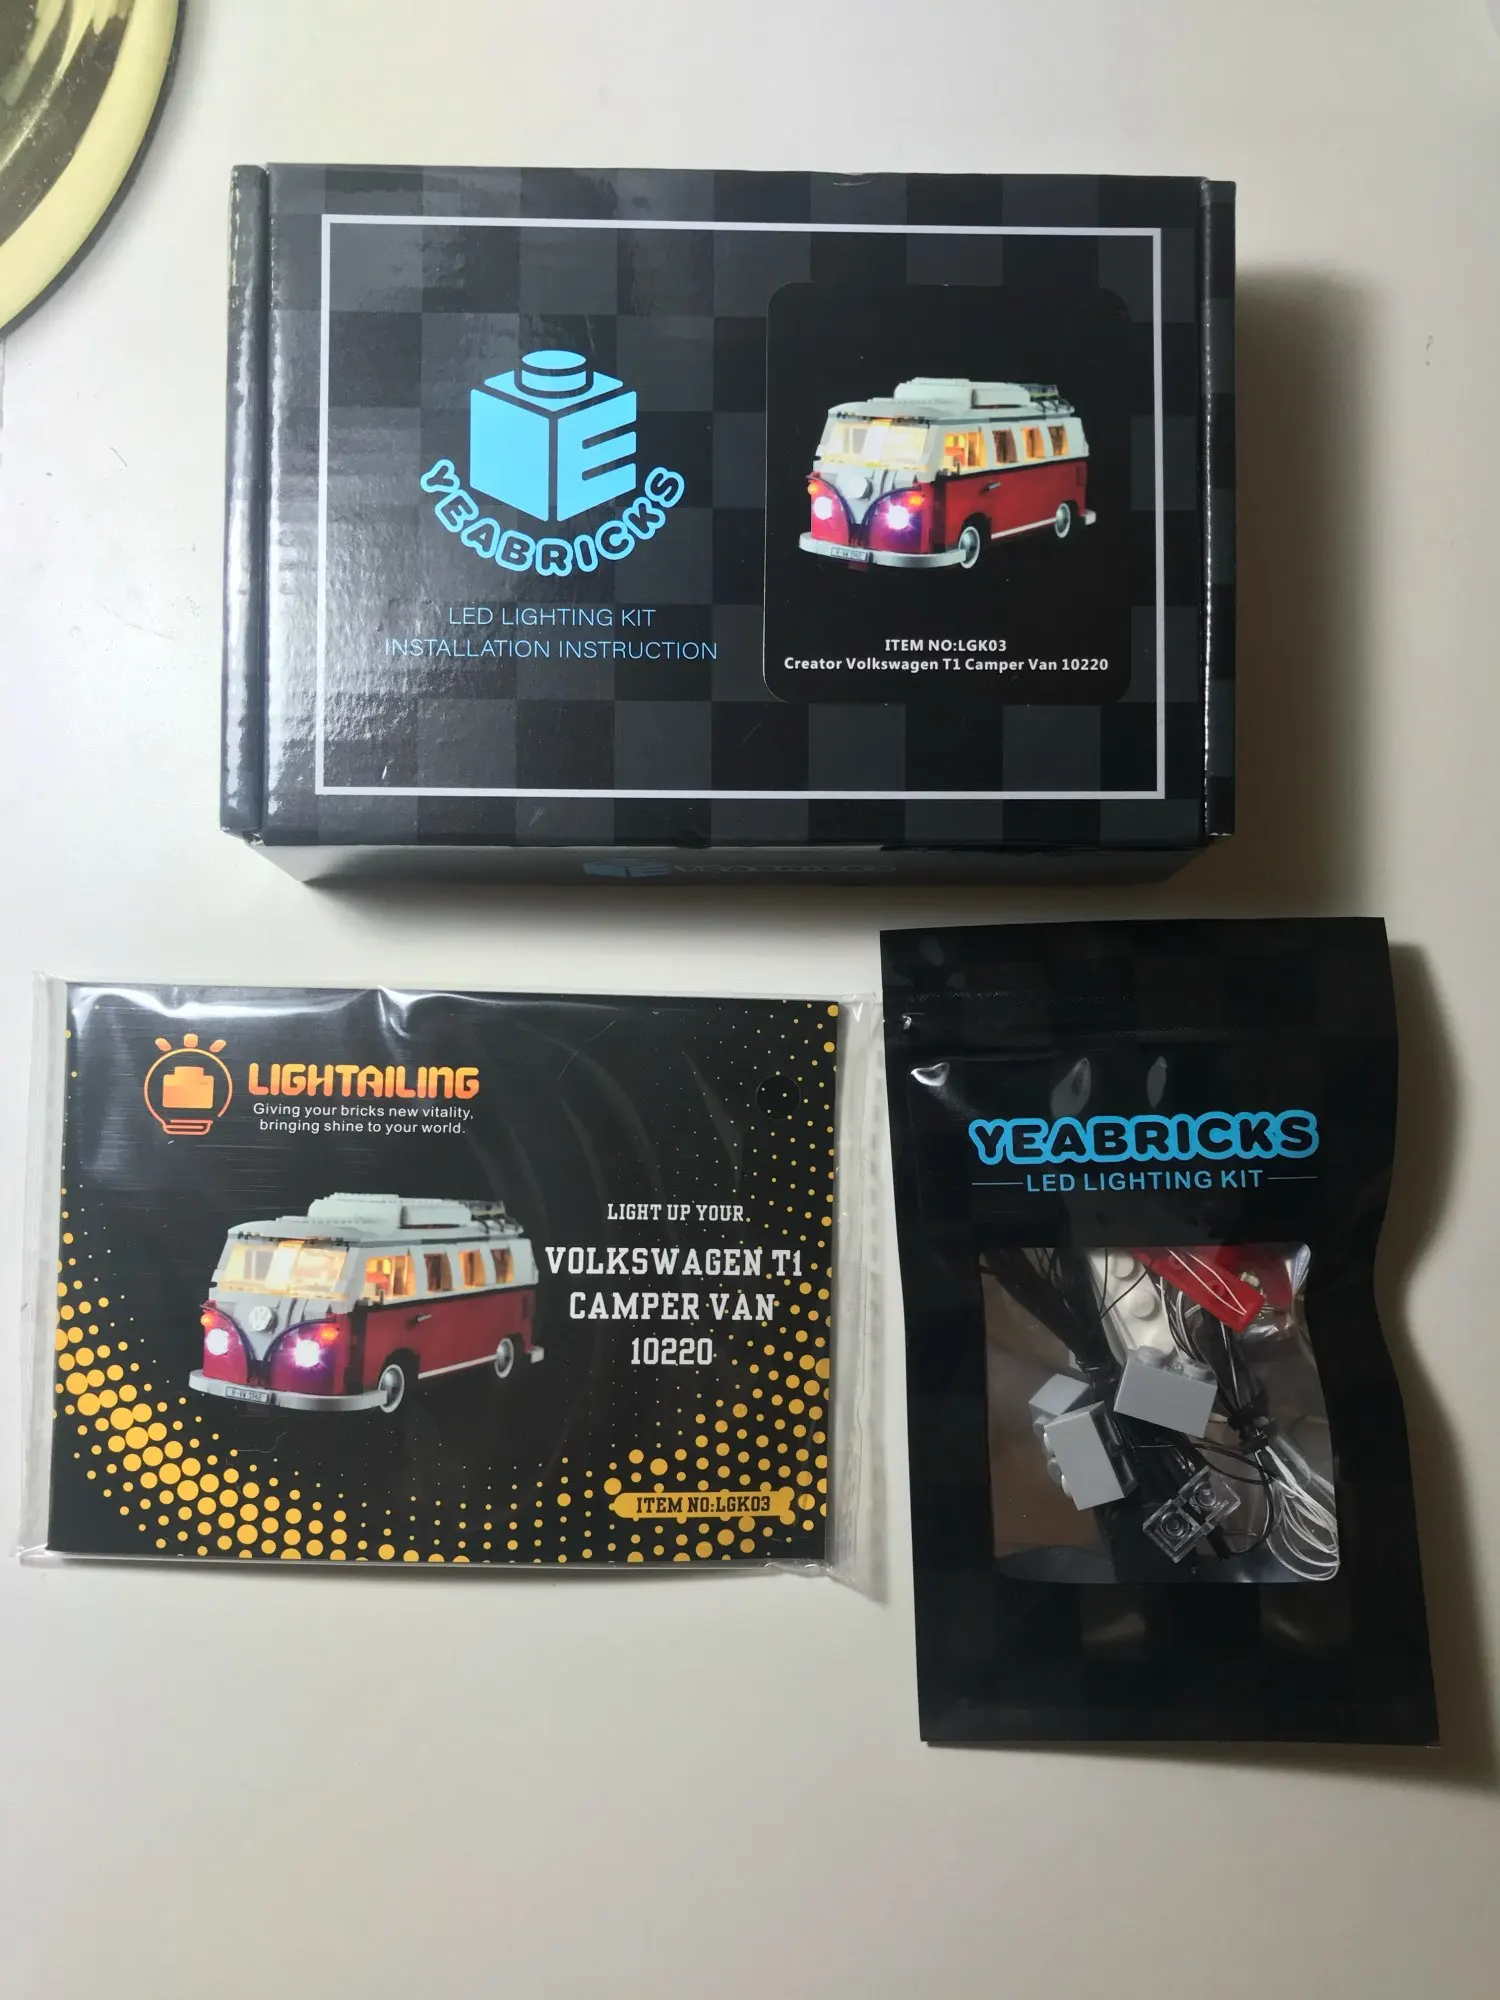 YEABRICKS
LED LIGHTING KIT
INSTALLATION INSTRUCTION
ITEM NO:LGK03
Creator Volkswagen T1 Camper Van 10220
YEABRICKS
LIGHTAILING
Giving your bricks new vitality,
bringing shine to your world.
LIGHT UP YOUR
VOLKSWAGEN T1
CAMPER VAN
10220
ITEM NO:LGK03
YEABRICKS
LED LIGHTING KIT